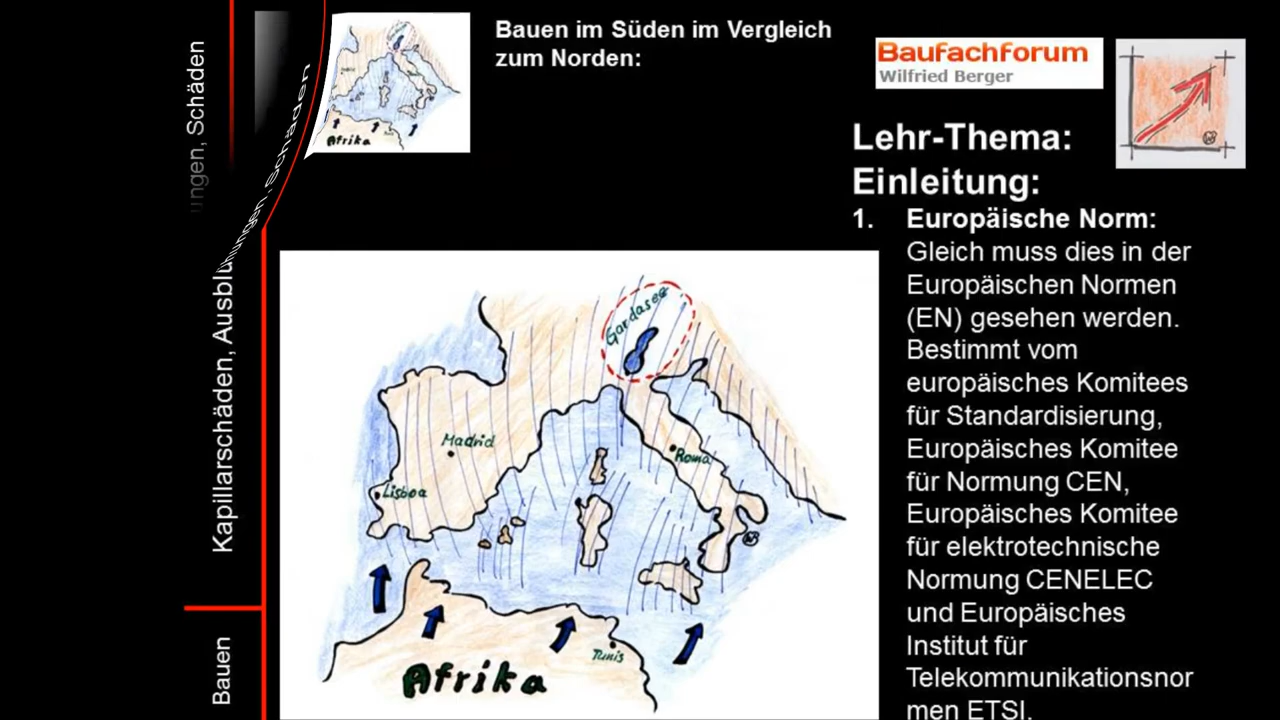 Bauen im Süden im Vergleich
zum Norden:
BauFachForum
Wilfried Berger
Lehr-Thema:
Einleitung:
1. Europäische Norm:
Gleich muss dies in der
Europäischen Normen
(EN) gesehen werden.
Bestimmt vom
europäisches Komitees
für Standardisierung,
Europäisches Komitee
für Normung CEN,
Europäisches Komitee
für elektrotechnische
Normung CENELEC
und Europäisches
Institut für
Telekommunikationsnor
men ETSI.
Afrika
Gardasee
Madrid
Roma
Lisboa
Tunis
Afrika
ungen, Schäden
Kapillarschäden, Ausblühungen, Schäden
Bauen